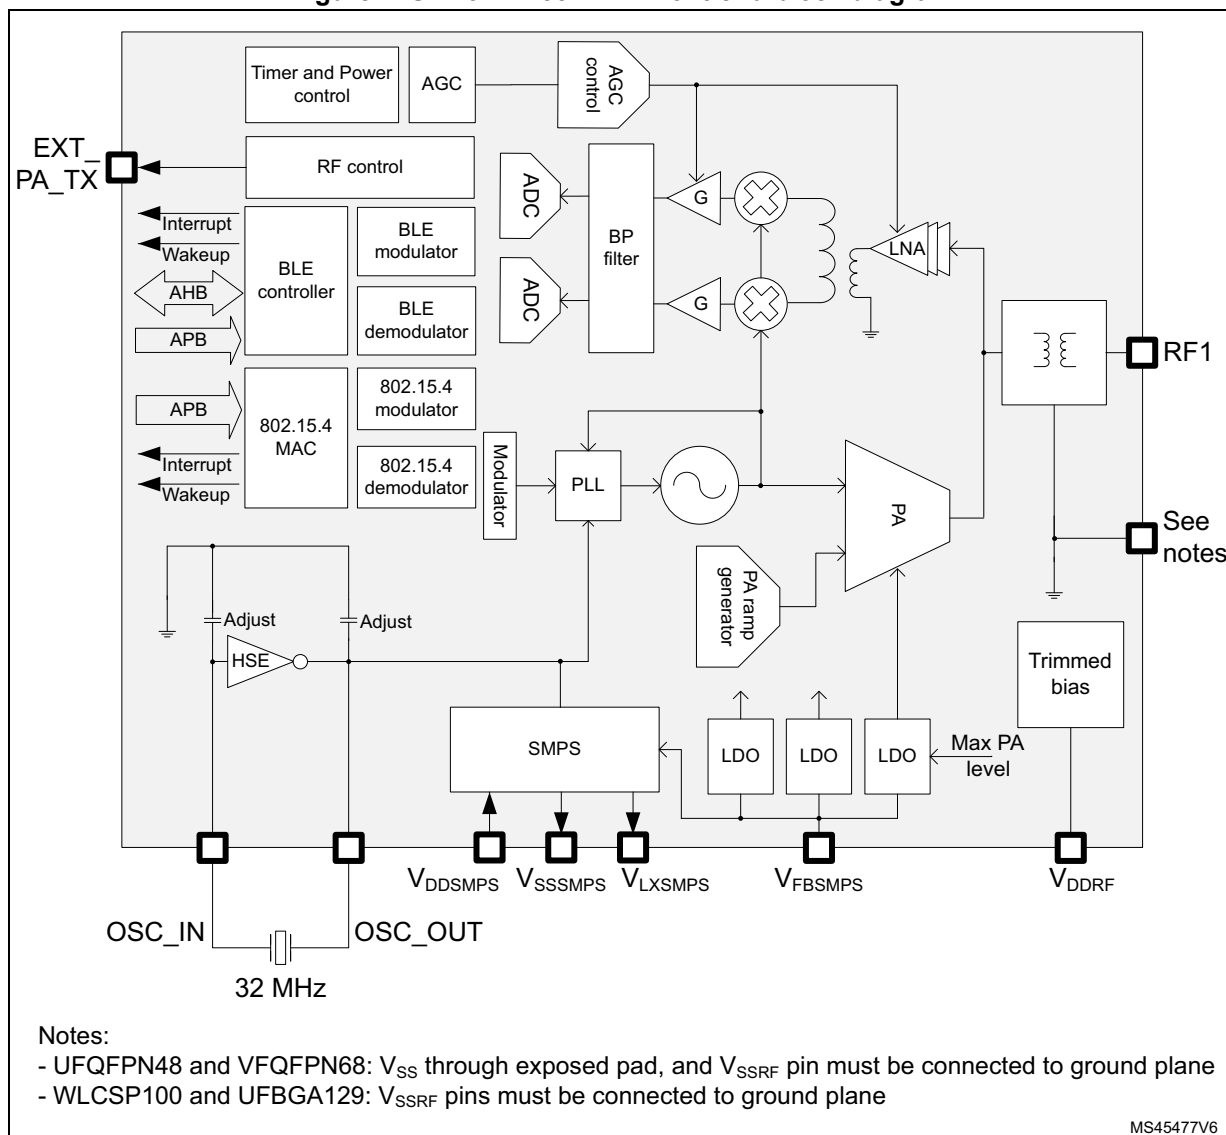 Timer and Power
control
AGC
AGC
control
EXT_
PA_TX
RF control
ADC
BP
filter
G
LNA
Interrupt
Wakeup
AHB
APB
BLE
controller
BLE
modulator
BLE
demodulator
ADC
G
RF1
APB
Interrupt
Wakeup
802.15.4
MAC
802.15.4
modulator
802.15.4
demodulator
Modulator
PLL
PA
See
notes
PA ramp
generator
Adjust
Adjust
HSE
Trimmed
bias
SMPS
LDO
LDO
LDO
Max PA
level
VDDSMPS
VSSSMPS
VLXSMPS
VFBSMPS
VDDRF
OSC_IN
OSC_OUT
32 MHz
Notes:
- UFQFPN48 and VFQFPN68: VSS through exposed pad, and VSSRF pin must be connected to ground plane
- WLCSP100 and UFBGA129: VSSRF pins must be connected to ground plane
MS45477V6